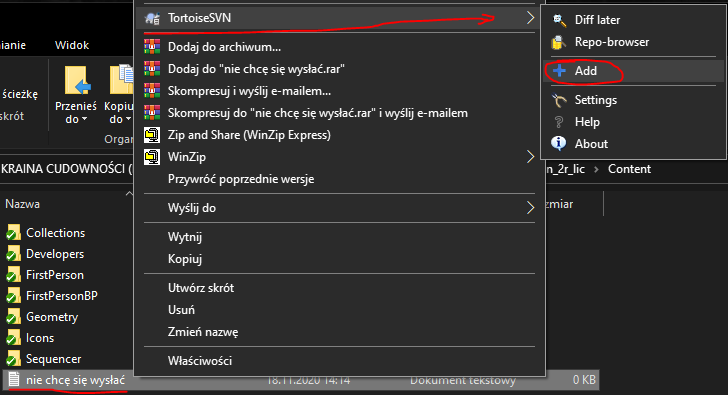 TortoiseSVN
Dodaj do archiwum...
Dodaj do "nie chcę się wysłać.rar"
Skompresuj i wyślij e-mailem...
Skompresuj do "nie chcę się wysłać.rar" i wyślij e-mailem
Zip and Share (WinZip Express)
WinZip
Przywróć poprzednie wersje
Wyślij do
Wytnij
Kopiuj
Utwórz skrót
Usuń
Zmień nazwę
Właściwości
Diff later
Repo-browser
Add
Settings
Help
About
nianie
Widok
ścieżkę
skrót
Przenieś
do
Kopiuj
do
Organ
KRAINA CUDOWNOŚCI (
n_2r_lic
Content
Nazwa
zmiar
Collections
Developers
FirstPerson
FirstPersonBP
Geometry
Icons
Sequencer
nie chcę się wysłać
18.11.2020 14:14
Dokument tekstowy
0 KB